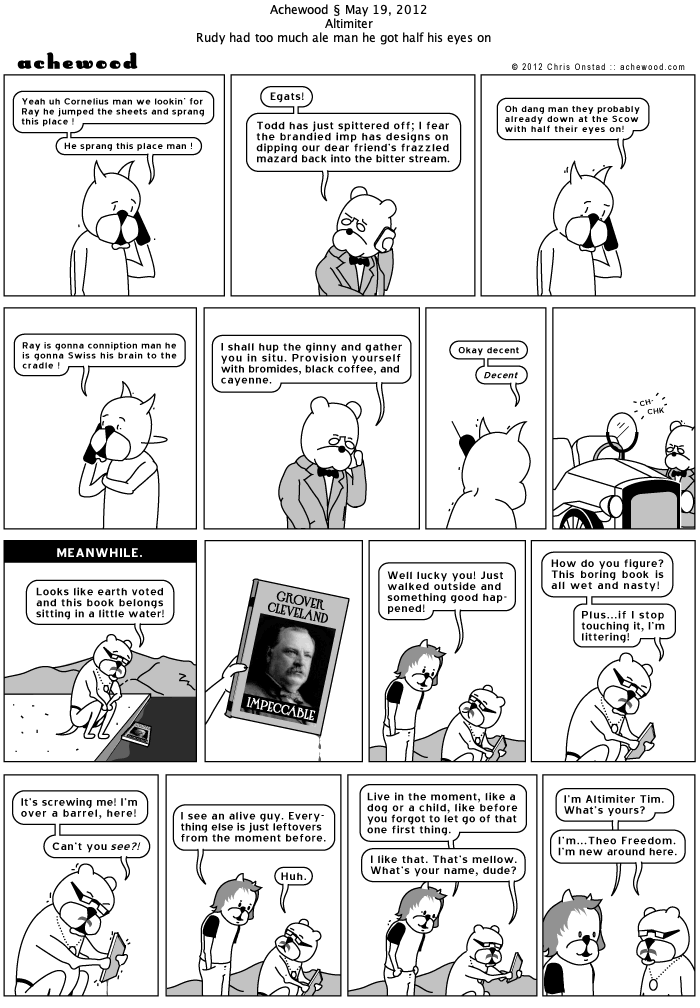 Achewood § May 19, 2012
Altimiter
Rudy had too much ale man he got half his eyes on
achewood
© 2012 Chris Onstad :: achewood.com
Yeah uh Cornelius man we lookin' for
Ray he jumped the sheets and sprang
this place !
He sprang this place man !
Egats!
Todd has just spittered off; I fear
the brandied imp has designs on
dipping our dear friend's frazzled
mazard back into the bitter stream.
Oh dang man they probably
already down at the Scow
with half their eyes on!
Ray is gonna conniption man he
is gonna Swiss his brain to the
cradle !
I shall hup the ginny and gather
you in situ. Provision yourself
with bromides, black coffee, and
cayenne.
Okay decent
Decent
CH-
CHK
MEANWHILE.
Looks like earth voted
and this book belongs
sitting in a little water!
GROVER
CLEVELAND
IMPECCABLE
Well lucky you! Just
walked outside and
something good hap-
pened!
How do you figure?
This boring book is
all wet and nasty!
Plus...if I stop
touching it, I'm
littering!
It's screwing me! I'm
over a barrel, here!
Can't you see?!
I see an alive guy. Every-
thing else is just leftovers
from the moment before.
Huh.
Live in the moment, like a
dog or a child, like before
you forgot to let go of that
one first thing.
I like that. That's mellow.
What's your name, dude?
I'm Altimiter Tim.
What's yours?
I'm...Theo Freedom.
I'm new around here.